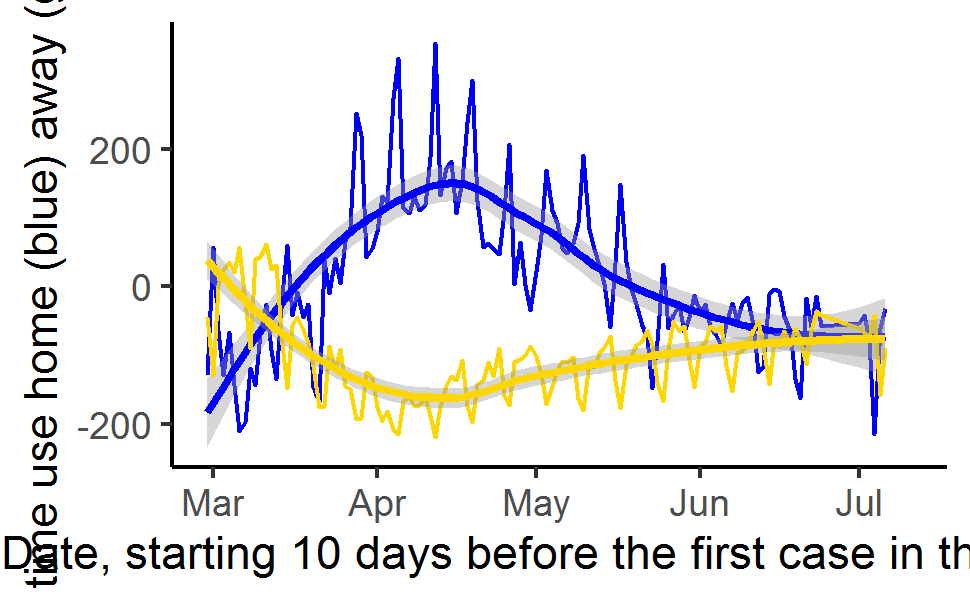 time use home (blue) away (
200
0
-200
Mar Apr May Jun Jul
Date, starting 10 days before the first case in th